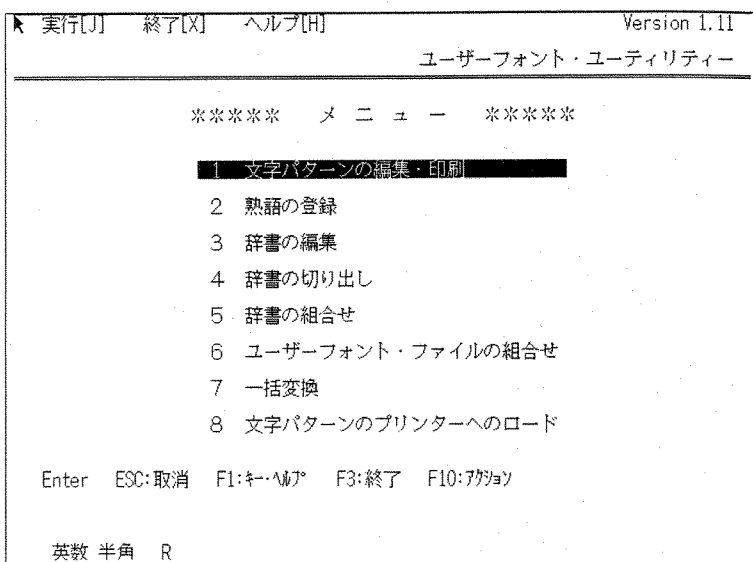 実行[J] 終了[X] ヘルプ[H] Version 1.11
ユーザーフォント・ユーティリティー
***** メニュー *****
1 文字パターンの編集・印刷
2 熟語の登録
3 辞書の編集
4 辞書の切り出し
5 辞書の組合せ
6 ユーザーフォント・ファイルの組合せ
7 一括変換
8 文字パターンのプリンターへのロード
Enter ESC:取消 F1:キー・ヘルプ F3:終了 F10:アクション
英数 半角 R